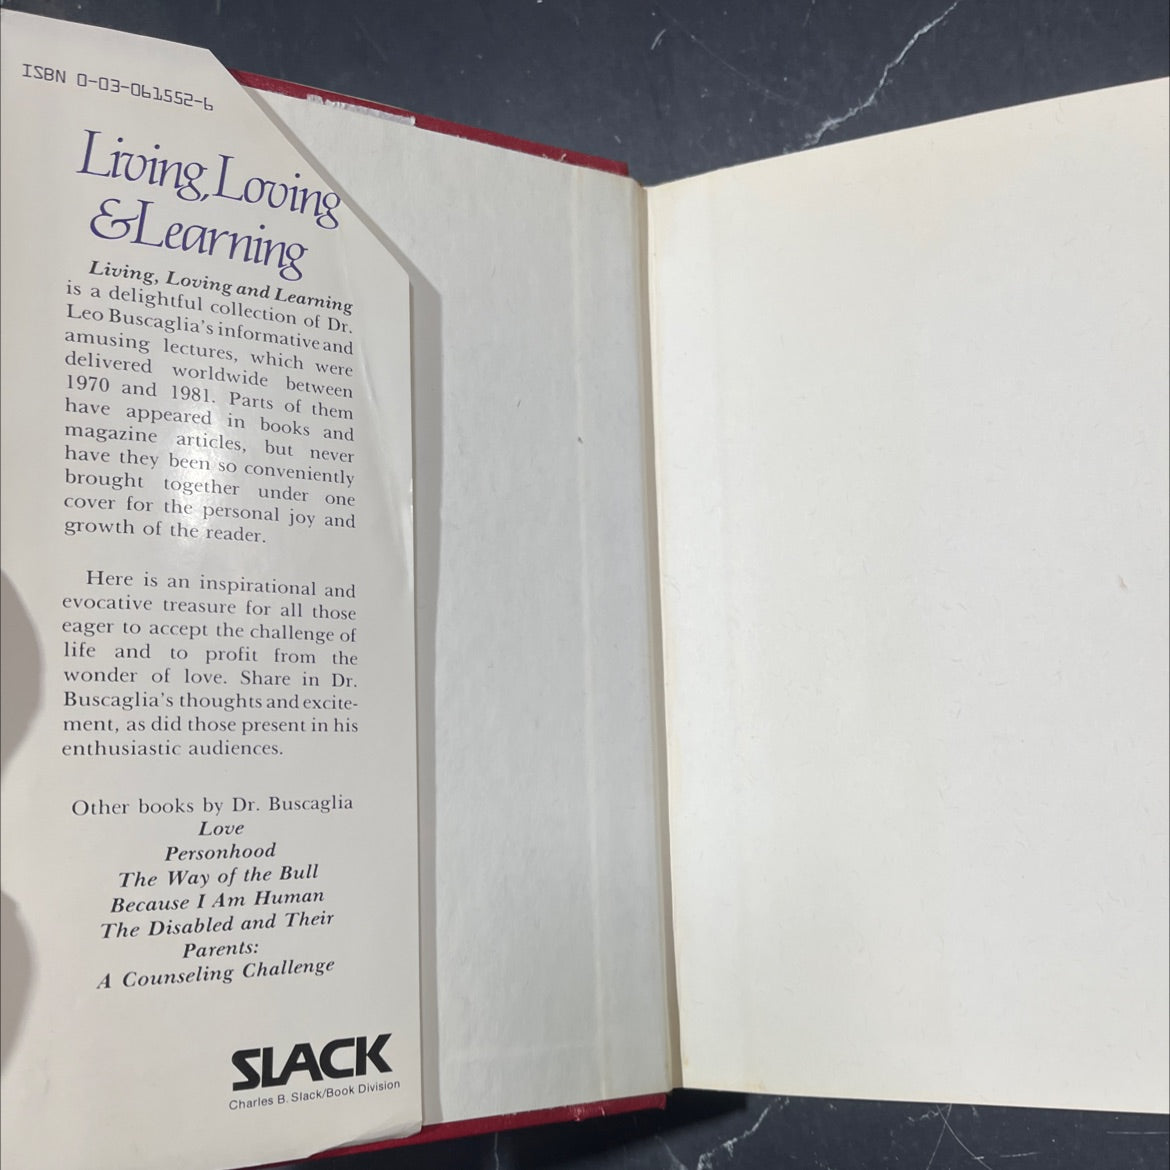 ISBN 0-03-061552-6
Living, Loving
& Learning
Living, Loving and Learning
is a delightful collection of Dr.
Leo Buscaglia's informative and
amusing lectures, which were
delivered worldwide between
1970 and 1981. Parts of them
have appeared in books and
magazine articles, but never
have they been so conveniently
brought together under one
cover for the personal joy and
growth of the reader.
Here is an inspirational and
evocative treasure for all those
eager to accept the challenge of
life and to profit from the
wonder of love. Share in Dr.
Buscaglia's thoughts and excite-
ment, as did those present in his
enthusiastic audiences.
Other books by Dr. Buscaglia
Love
Personhood
The Way of the Bull
Because I Am Human
The Disabled and Their
Parents:
A Counseling Challenge
SLACK
Charles B. Slack/Book Division